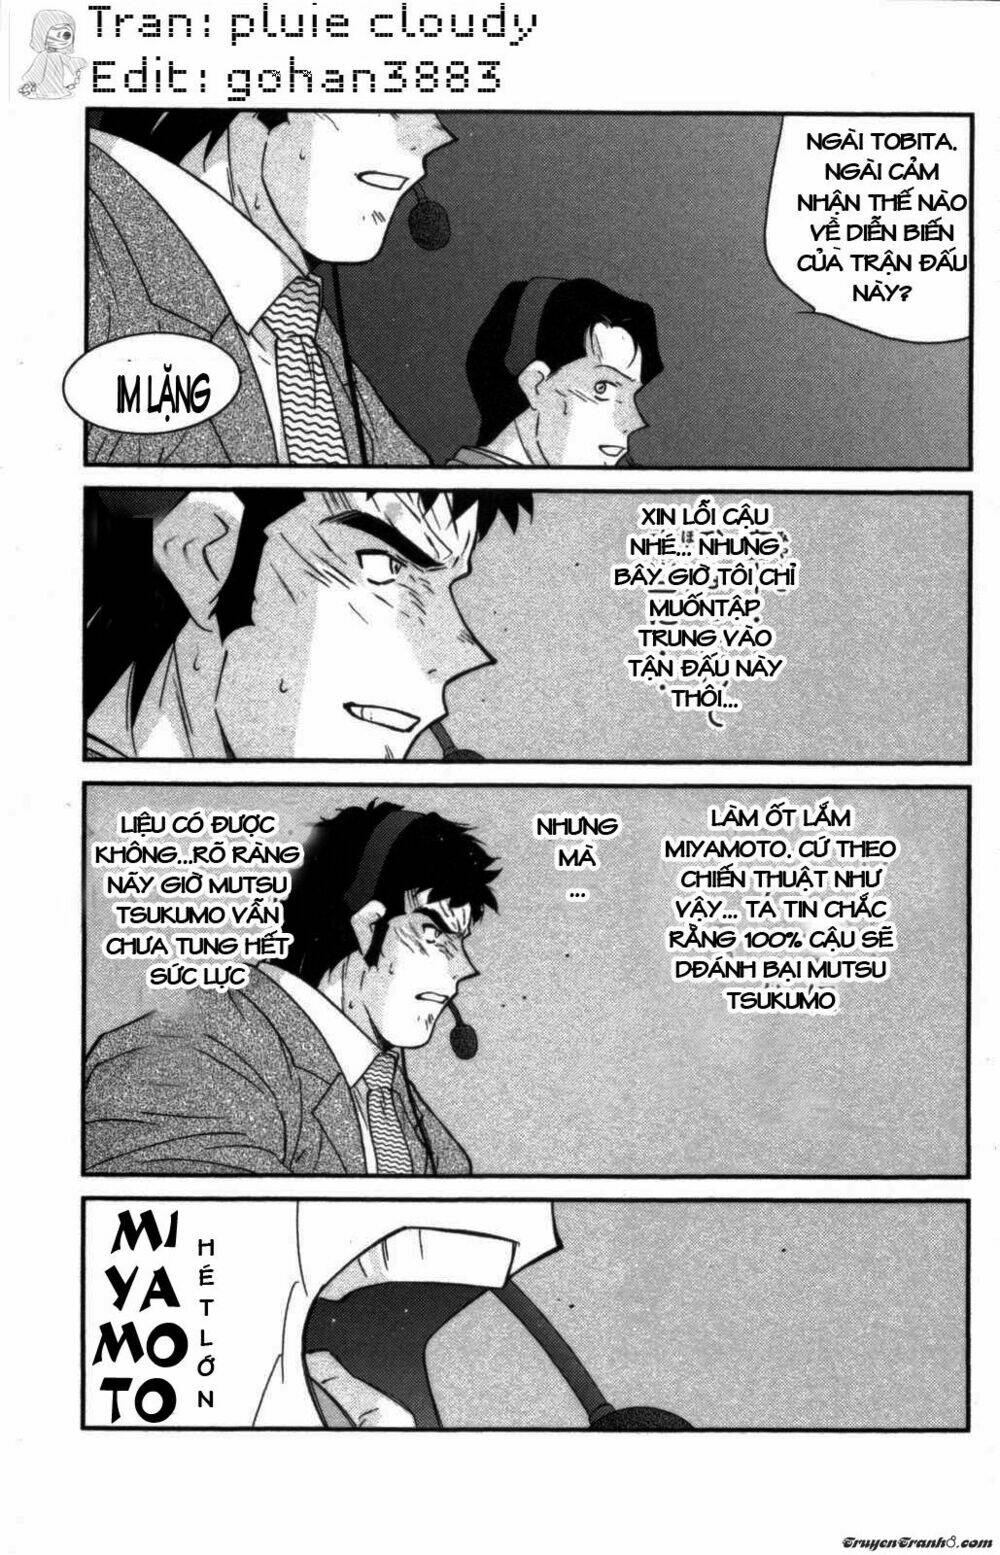 Tran: pluie cloudy
Edit: gohan3883
NGÀI TOBITA.
NGÀI CẢM
NHẬN THẾ NÀO
VỀ DIỄN BIẾN
CỦA TRẬN ĐẤU
NÀY?
IM LẶNG
XIN LỖI CẬU
NHÉ... NHƯNG
BÂY GIỜ TÔI CHỈ
MUỐNTẬP
TRUNG VÀO
TẬN ĐẤU NÀY
THÔI...
LÀM ỐT LẮM
MIYAMOTO. CỨ THEO
CHIẾN THUẬT NHƯ
VẬY... TA TIN CHẮC
RẰNG 100% CẬU SẼ
DĐÁNH BẠI MUTSU
TSUKUMO
NHƯNG
MÀ
...
LIỆU CÓ ĐƯỢC
KHÔNG...RÕ RÀNG
NÃY GIỜ MUTSU
TSUKUMO VẪN
CHƯA TUNG HẾT
SỨC LỰC
MI
YA
MO
TO
HÉT LỚN
TruyenTranh8.com